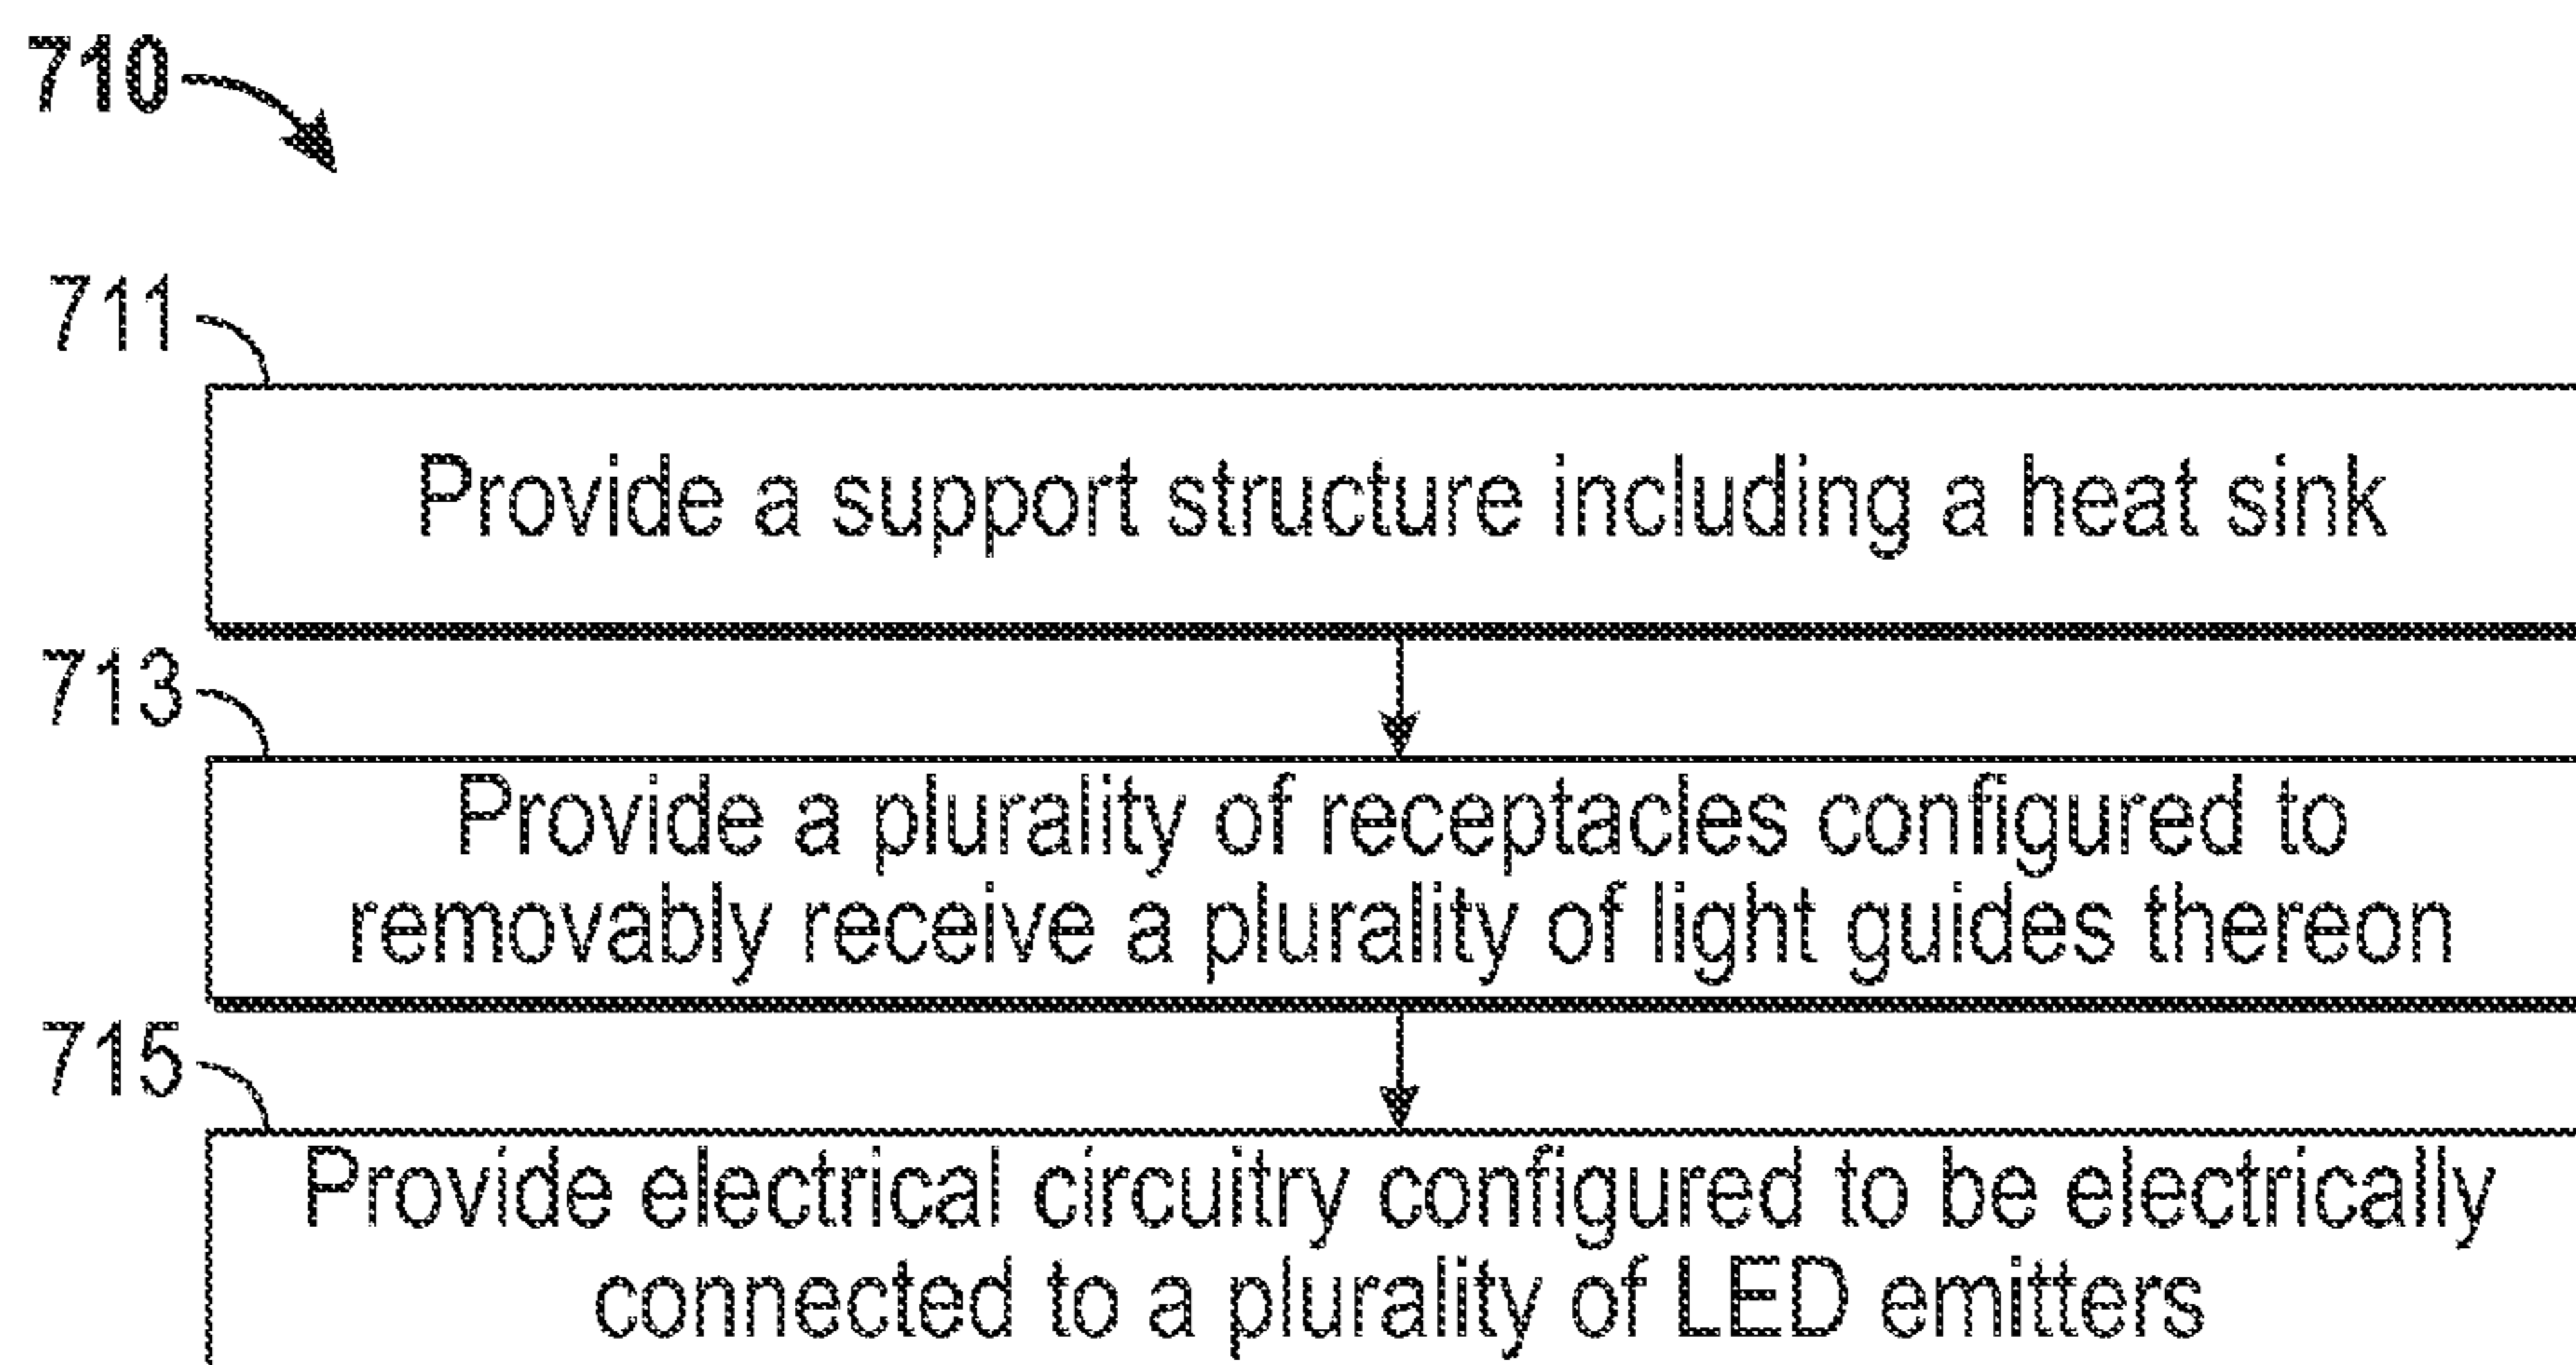 710
711
Provide a support structure including a heat sink
713
Provide a plurality of receptacles configured to
removably receive a plurality of light guides thereon
715
Provide electrical circuitry configured to be electrically
connected to a plurality of LED emitters